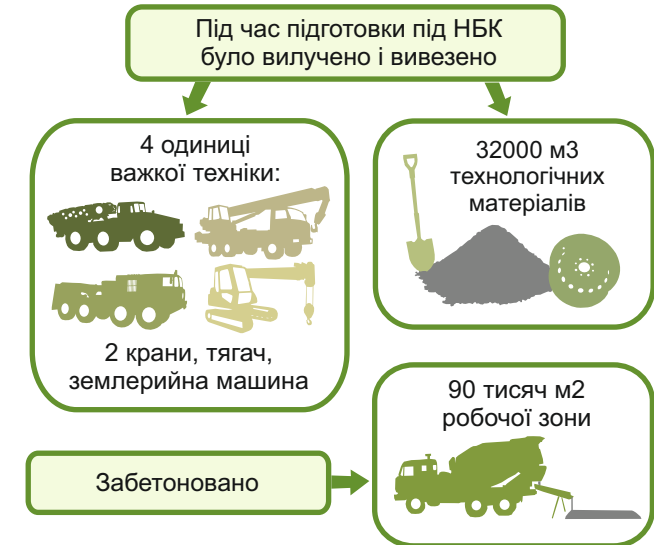 Під час підготовки під НБК
було вилучено і вивезено
4 одиниці
важкої техніки:
2 крани, тягач,
землерийна машина
32000 м3
технологічних
матеріалів
Забетоновано
90 тисяч м2
робочої зони